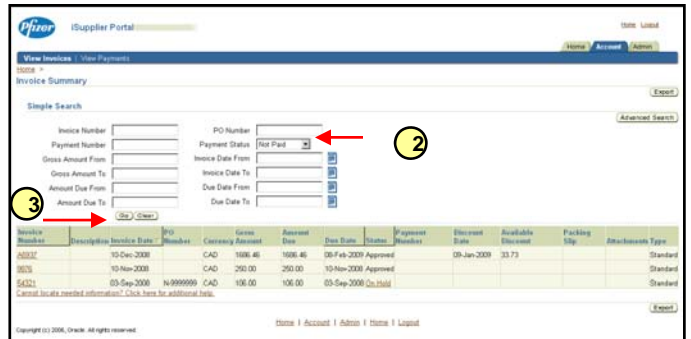 Pfizer iSupplier Portal
Home Logout
Home Account Admin
View Invoices | View Payments
Home >
Invoice Summary
Export
Simple Search
Advanced Search
Invoice Number PO Number
Payment Number Payment Status Not Paid
2
Gross Amount From Invoice Date From
Gross Amount To Invoice Date To
Amount Due From Due Date From
Amount Due To Due Date To
3
Go Clear
Invoice Number Description Invoice Date PO Number Currency Gross Amount Amount Due Due Date Status Payment Number Discount Date Available Discount Packing Slip Attachments Type
A8937 10-Dec-2008 CAD 1686.46 1686.46 08-Feb-2009 Approved 09-Jan-2009 33.73 Standard
9876 10-Nov-2008 CAD 250.00 250.00 10-Nov-2008 Approved Standard
54321 03-Sep-2008 N-9999999 CAD 106.00 106.00 03-Sep-2008 On Hold Standard
Cannot locate needed information? Click here for additional help.
Export
Home | Account | Admin | Home | Logout
Copyright (c) 2006, Oracle. All rights reserved.